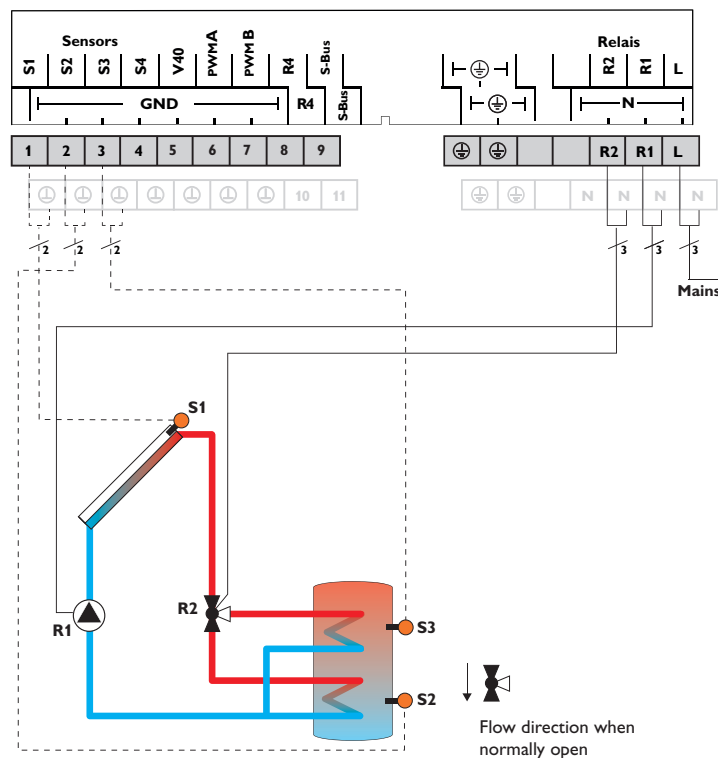 Sensors
Relais
S1 S2 S3 S4 V40 PWMA PWM B R4 S-Bus R2 R1 L
GND R4 S-Bus N
1 2 3 4 5 6 7 8 9 R2 R1 L
10 11 N N N N
2 2 2 3 3 3
Mains
S1
R2
R1
S3
S2
Flow direction when
normally open